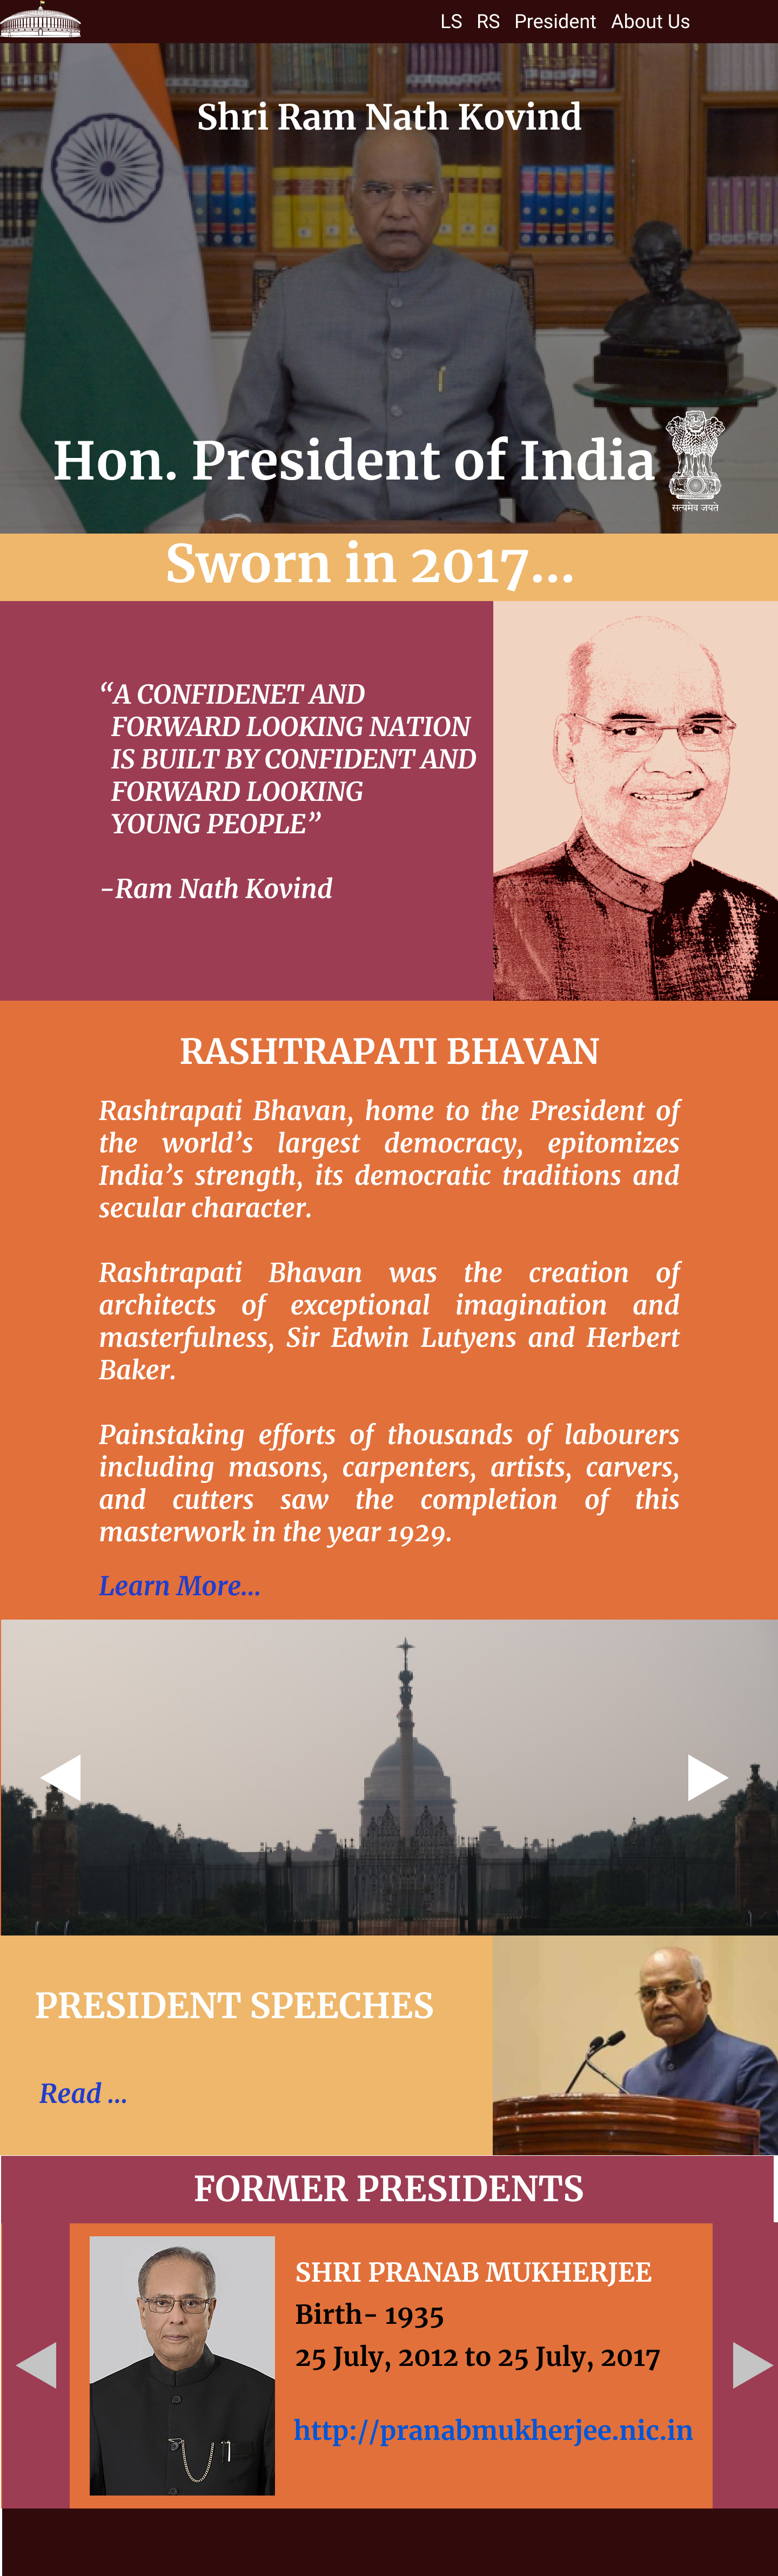 LS RS President About Us
Shri Ram Nath Kovind
Hon. President of India
सत्यमेव जयते
Sworn in 2017...
“A CONFIDENET AND
FORWARD LOOKING NATION
IS BUILT BY CONFIDENT AND
FORWARD LOOKING
YOUNG PEOPLE”
-Ram Nath Kovind
RASHTRAPATI BHAVAN
Rashtrapati Bhavan, home to the President of
the world’s largest democracy, epitomizes
India’s strength, its democratic traditions and
secular character.
Rashtrapati Bhavan was the creation of
architects of exceptional imagination and
masterfulness, Sir Edwin Lutyens and Herbert
Baker.
Painstaking efforts of thousands of labourers
including masons, carpenters, artists, carvers,
and cutters saw the completion of this
masterwork in the year 1929.
Learn More...
PRESIDENT SPEECHES
Read ...
FORMER PRESIDENTS
SHRI PRANAB MUKHERJEE
Birth- 1935
25 July, 2012 to 25 July, 2017
http://pranabmukherjee.nic.in